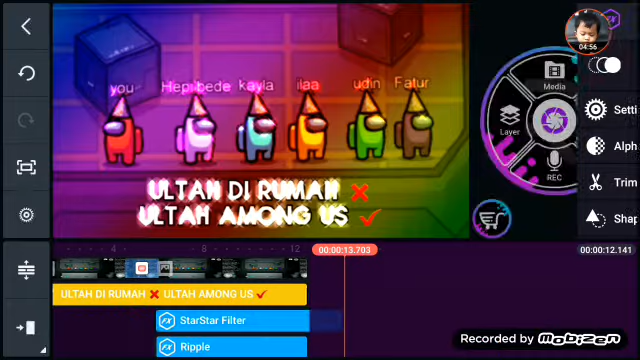 04:56
you Hepibede kayla ilaa udin Fatur
ULTAH DI RUMAH ❌
ULTAH AMONG US ✔
Media
Layer
REC
Setti
Alph
Trim
Shap
4 8 12
00:00:13.703
00:00:12.141
ULTAH DI RUMAH ❌ ULTAH AMONG US ✔
FX StarStar Filter
FX Ripple
Recorded by MOBIZEN